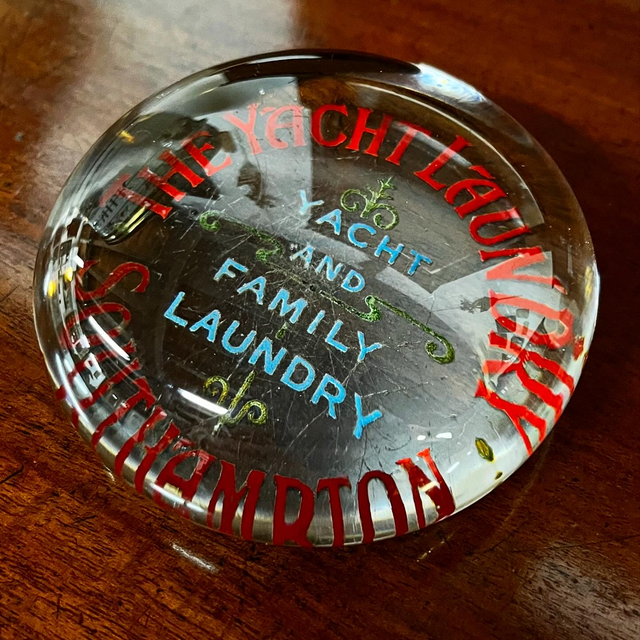 THE YACHT LAUNDRY
YACHT
AND
FAMILY
LAUNDRY
SOUTHAMPTON